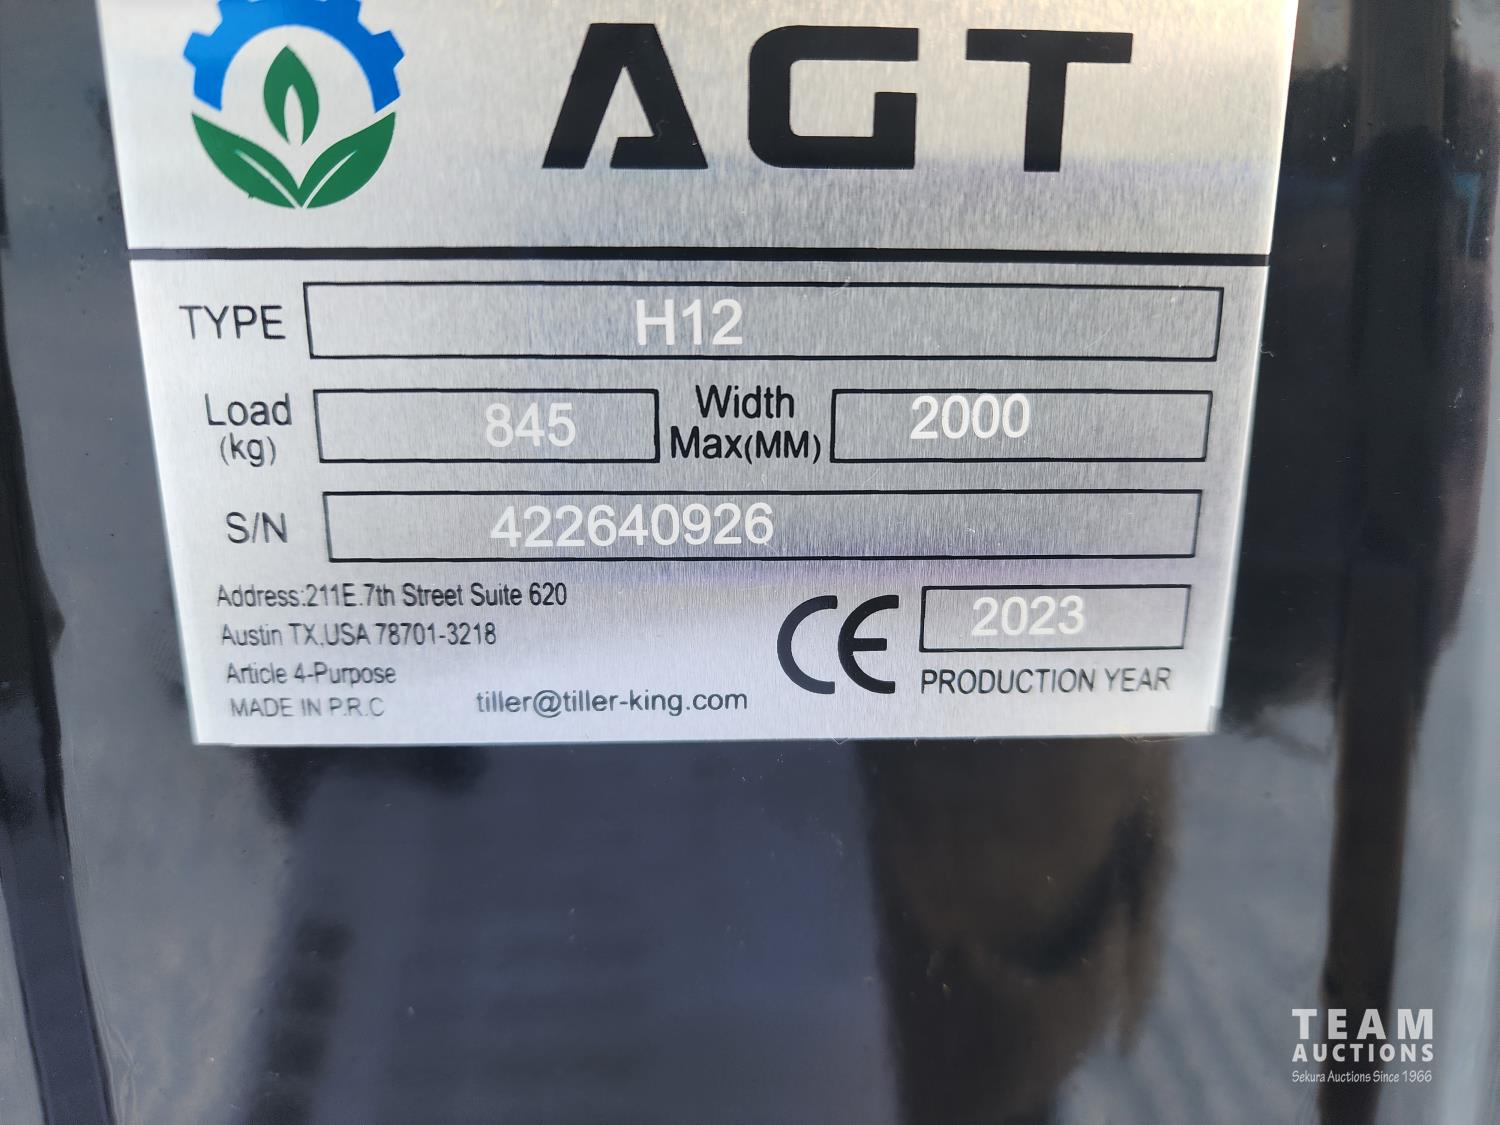 AGT
TYPE H12
Load (kg) 845 Width Max(MM) 2000
S/N 422640926
Address:211E.7th Street Suite 620
Austin TX,USA 78701-3218
Article 4-Purpose
MADE IN P.R.C
tiller@tiller-king.com
CE 2023
PRODUCTION YEAR
TEAM
AUCTIONS
Sekura Auctions Since 1966